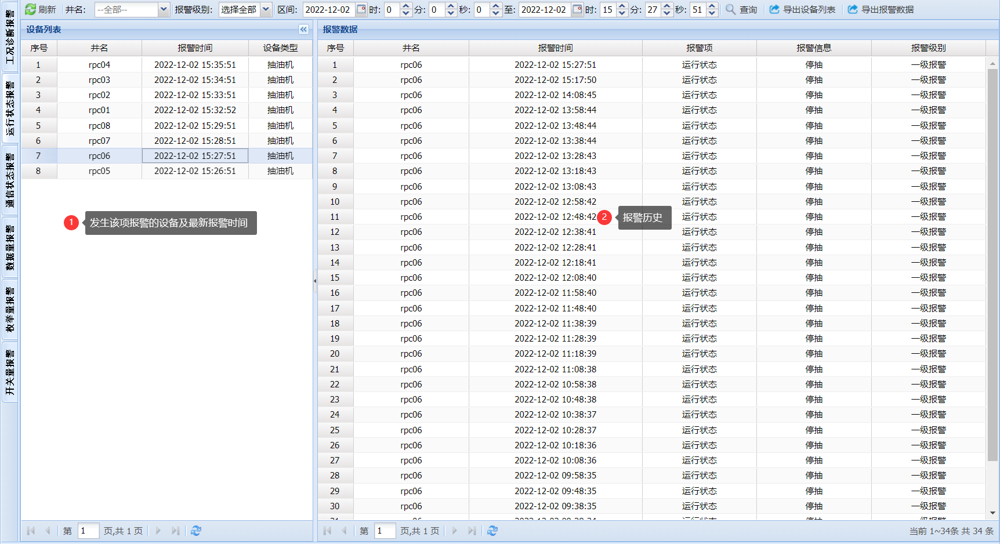 刷新 井名: --全部-- 报警级别: 选择全部 区间: 2022-12-02 时: 0 分: 0 秒: 0 至: 2022-12-02 时: 15 分: 27 秒: 51 查询 导出设备列表 导出报警数据
工况诊断报警
运行状态报警
通信状态报警
数据量报警
枚举量报警
开关量报警
设备列表
序号 井名 报警时间 设备类型
1 rpc04 2022-12-02 15:35:51 抽油机
2 rpc03 2022-12-02 15:34:51 抽油机
3 rpc02 2022-12-02 15:33:51 抽油机
4 rpc01 2022-12-02 15:32:52 抽油机
5 rpc08 2022-12-02 15:29:51 抽油机
6 rpc07 2022-12-02 15:28:51 抽油机
7 rpc06 2022-12-02 15:27:51 抽油机
8 rpc05 2022-12-02 15:26:51 抽油机
1 发生该项报警的设备及最新报警时间
第 1 页,共 1 页
报警数据
序号 井名 报警时间 报警项 报警信息 报警级别
1 rpc06 2022-12-02 15:27:51 运行状态 停抽 一级报警
2 rpc06 2022-12-02 15:17:50 运行状态 停抽 一级报警
3 rpc06 2022-12-02 14:08:45 运行状态 停抽 一级报警
4 rpc06 2022-12-02 13:58:44 运行状态 停抽 一级报警
5 rpc06 2022-12-02 13:48:44 运行状态 停抽 一级报警
6 rpc06 2022-12-02 13:38:44 运行状态 停抽 一级报警
7 rpc06 2022-12-02 13:28:43 运行状态 停抽 一级报警
8 rpc06 2022-12-02 13:18:43 运行状态 停抽 一级报警
9 rpc06 2022-12-02 13:08:43 运行状态 停抽 一级报警
10 rpc06 2022-12-02 12:58:42 运行状态 停抽 一级报警
11 rpc06 2022-12-02 12:48:42 运行状态 停抽 一级报警
2 报警历史
12 rpc06 2022-12-02 12:38:41 运行状态 停抽 一级报警
13 rpc06 2022-12-02 12:28:41 运行状态 停抽 一级报警
14 rpc06 2022-12-02 12:18:41 运行状态 停抽 一级报警
15 rpc06 2022-12-02 12:08:40 运行状态 停抽 一级报警
16 rpc06 2022-12-02 11:58:40 运行状态 停抽 一级报警
17 rpc06 2022-12-02 11:48:40 运行状态 停抽 一级报警
18 rpc06 2022-12-02 11:38:39 运行状态 停抽 一级报警
19 rpc06 2022-12-02 11:28:39 运行状态 停抽 一级报警
20 rpc06 2022-12-02 11:18:39 运行状态 停抽 一级报警
21 rpc06 2022-12-02 11:08:38 运行状态 停抽 一级报警
22 rpc06 2022-12-02 10:58:38 运行状态 停抽 一级报警
23 rpc06 2022-12-02 10:48:38 运行状态 停抽 一级报警
24 rpc06 2022-12-02 10:38:37 运行状态 停抽 一级报警
25 rpc06 2022-12-02 10:28:37 运行状态 停抽 一级报警
26 rpc06 2022-12-02 10:18:36 运行状态 停抽 一级报警
27 rpc06 2022-12-02 10:08:36 运行状态 停抽 一级报警
28 rpc06 2022-12-02 09:58:35 运行状态 停抽 一级报警
29 rpc06 2022-12-02 09:48:35 运行状态 停抽 一级报警
30 rpc06 2022-12-02 09:38:35 运行状态 停抽 一级报警
第 1 页,共 1 页 当前 1~34条 共 34 条